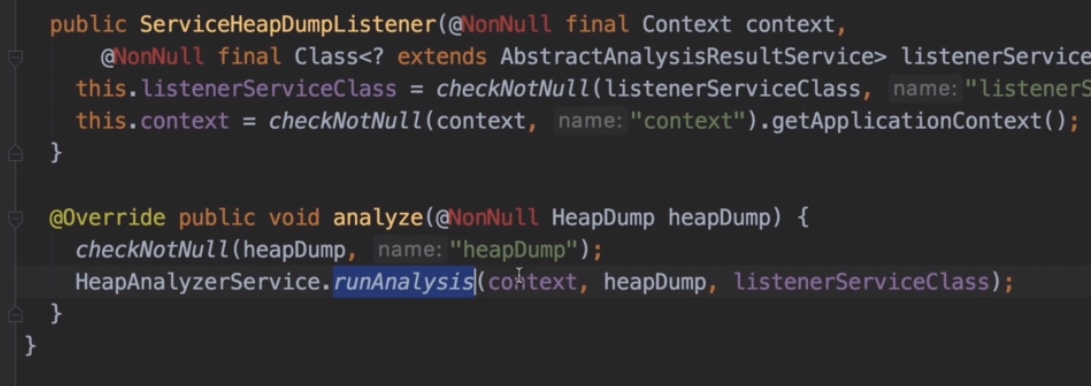 public ServiceHeapDumpListener(@NonNull final Context context,
@NonNull final Class<? extends AbstractAnalysisResultService> listenerService
this.listenerServiceClass = checkNotNull(listenerServiceClass, name: "listenerS
this.context = checkNotNull(context, name: "context").getApplicationContext();
}
@Override public void analyze(@NonNull HeapDump heapDump) {
checkNotNull(heapDump, name: "heapDump");
HeapAnalyzerService.runAnalysis(context, heapDump, listenerServiceClass);
}
}